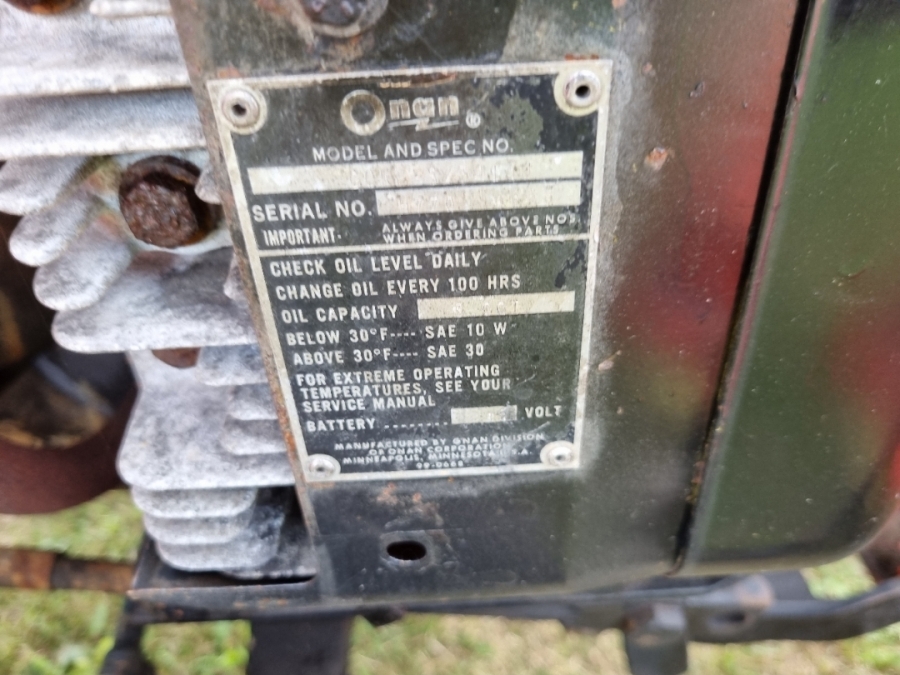 Onan®
MODEL AND SPEC NO.
SERIAL NO.
IMPORTANT- ALWAYS GIVE ABOVE NOS
WHEN ORDERING PARTS
CHECK OIL LEVEL DAILY
CHANGE OIL EVERY 100 HRS
OIL CAPACITY
BELOW 30°F---- SAE 10 W
ABOVE 30°F---- SAE 30
FOR EXTREME OPERATING
TEMPERATURES, SEE YOUR
SERVICE MANUAL
BATTERY -------- VOLT
MANUFACTURED BY ONAN DIVISION
OF ONAN CORPORATION
MINNEAPOLIS, MINNESOTA U.S.A.